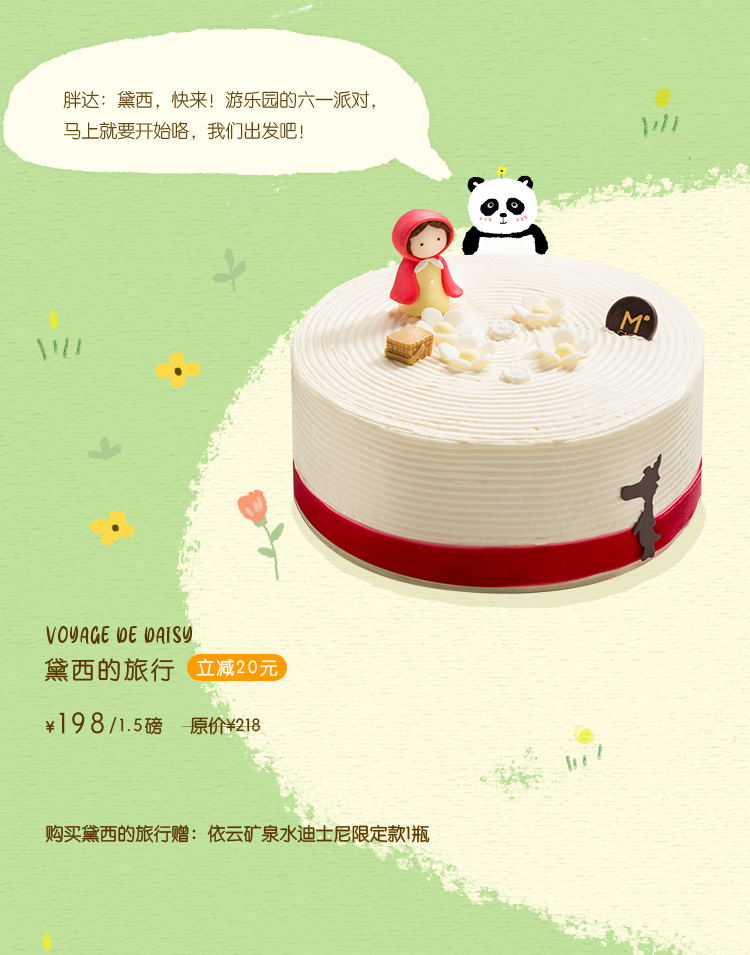 胖达：黛西，快来！游乐园的六一派对，
马上就要开始咯，我们出发吧！
M
VOYAGE DE DAISY
黛西的旅行 立减20元
¥198/1.5磅 原价¥218
购买黛西的旅行赠：依云矿泉水迪士尼限定款1瓶